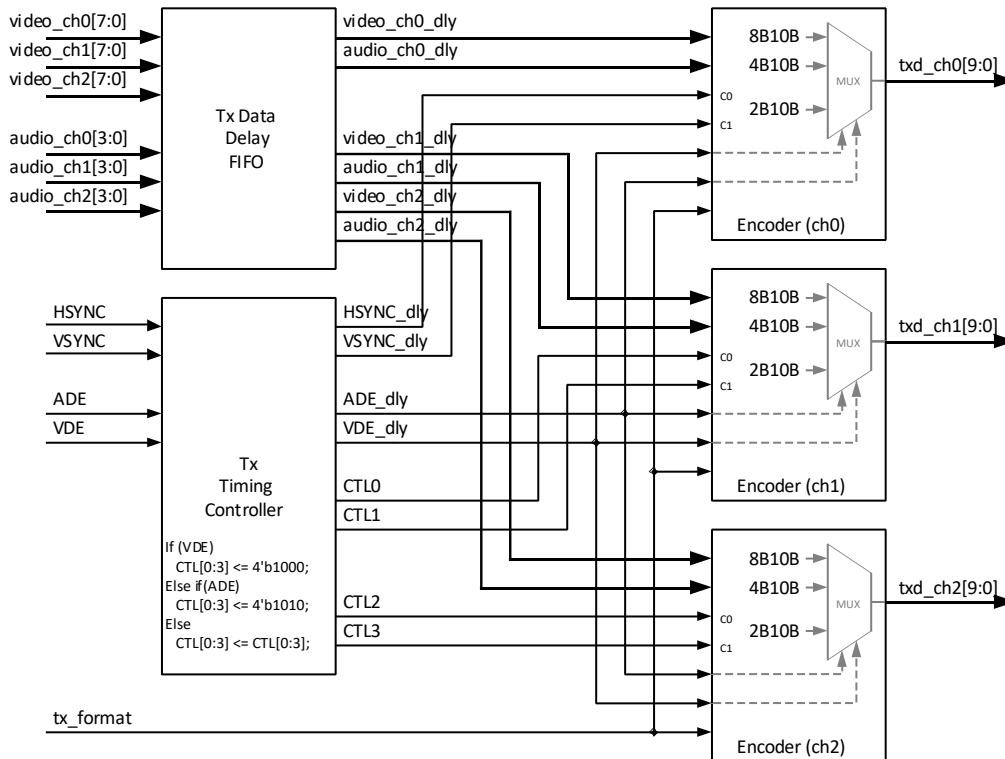 video_ch0[7:0]
video_ch1[7:0]
video_ch2[7:0]
audio_ch0[3:0]
audio_ch1[3:0]
audio_ch2[3:0]
Tx Data
Delay
FIFO
video_ch0_dly
audio_ch0_dly
video_ch1_dly
audio_ch1_dly
video_ch2_dly
audio_ch2_dly
8B10B
4B10B
C0
C1
2B10B
MUX
Encoder (ch0)
txd_ch0[9:0]
HSYNC
VSYNC
ADE
VDE
Tx
Timing
Controller
If (VDE)
CTL[0:3] <= 4'b1000;
Else if(ADE)
CTL[0:3] <= 4'b1010;
Else
CTL[0:3] <= CTL[0:3];
HSYNC_dly
VSYNC_dly
ADE_dly
VDE_dly
CTL0
CTL1
CTL2
CTL3
8B10B
4B10B
C0
C1
2B10B
MUX
Encoder (ch1)
txd_ch1[9:0]
8B10B
4B10B
C0
C1
2B10B
MUX
Encoder (ch2)
txd_ch2[9:0]
tx_format